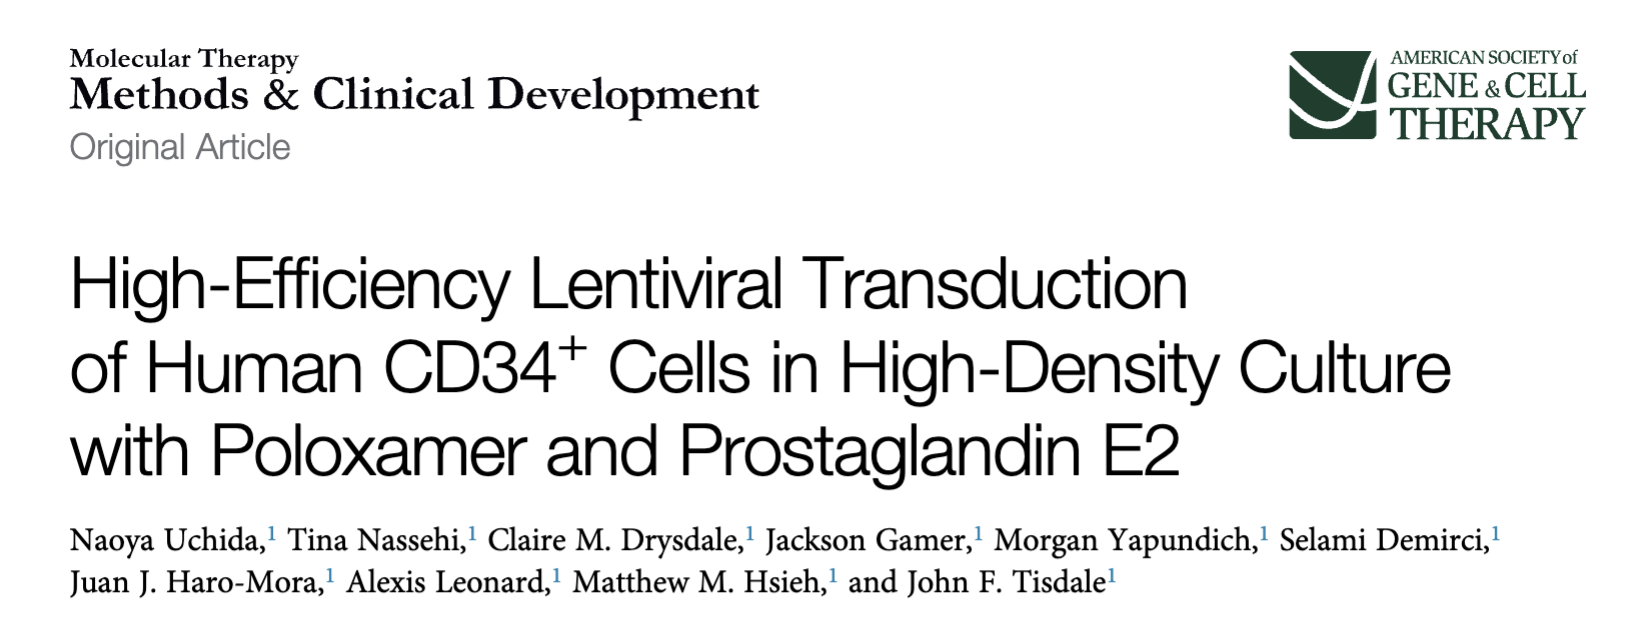 Molecular Therapy
Methods & Clinical Development
Original Article
AMERICAN SOCIETY of
GENE & CELL
THERAPY
High-Efficiency Lentiviral Transduction
of Human CD34⁺ Cells in High-Density Culture
with Poloxamer and Prostaglandin E2
Naoya Uchida,¹ Tina Nassehi,¹ Claire M. Drysdale,¹ Jackson Gamer,¹ Morgan Yapundich,¹ Selami Demirci,¹
Juan J. Haro-Mora,¹ Alexis Leonard,¹ Matthew M. Hsieh,¹ and John F. Tisdale¹